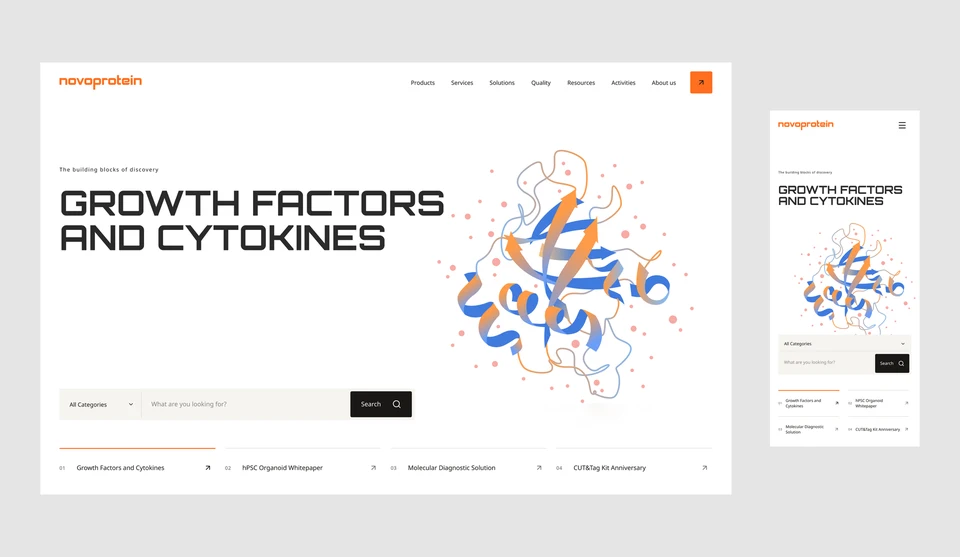 novoprotein
Products Services Solutions Quality Resources Activities About us
The building blocks of discovery
GROWTH FACTORS
AND CYTOKINES
All Categories What are you looking for? Search
01 Growth Factors and Cytokines
02 hPSC Organoid Whitepaper
03 Molecular Diagnostic Solution
04 CUT&Tag Kit Anniversary
novoprotein
The building blocks of discovery
GROWTH FACTORS
AND CYTOKINES
All Categories
What are you looking for? Search
01 Growth Factors and
Cytokines
02 hPSC Organoid
Whitepaper
03 Molecular Diagnostic
Solution
04 CUT&Tag Kit Anniversary